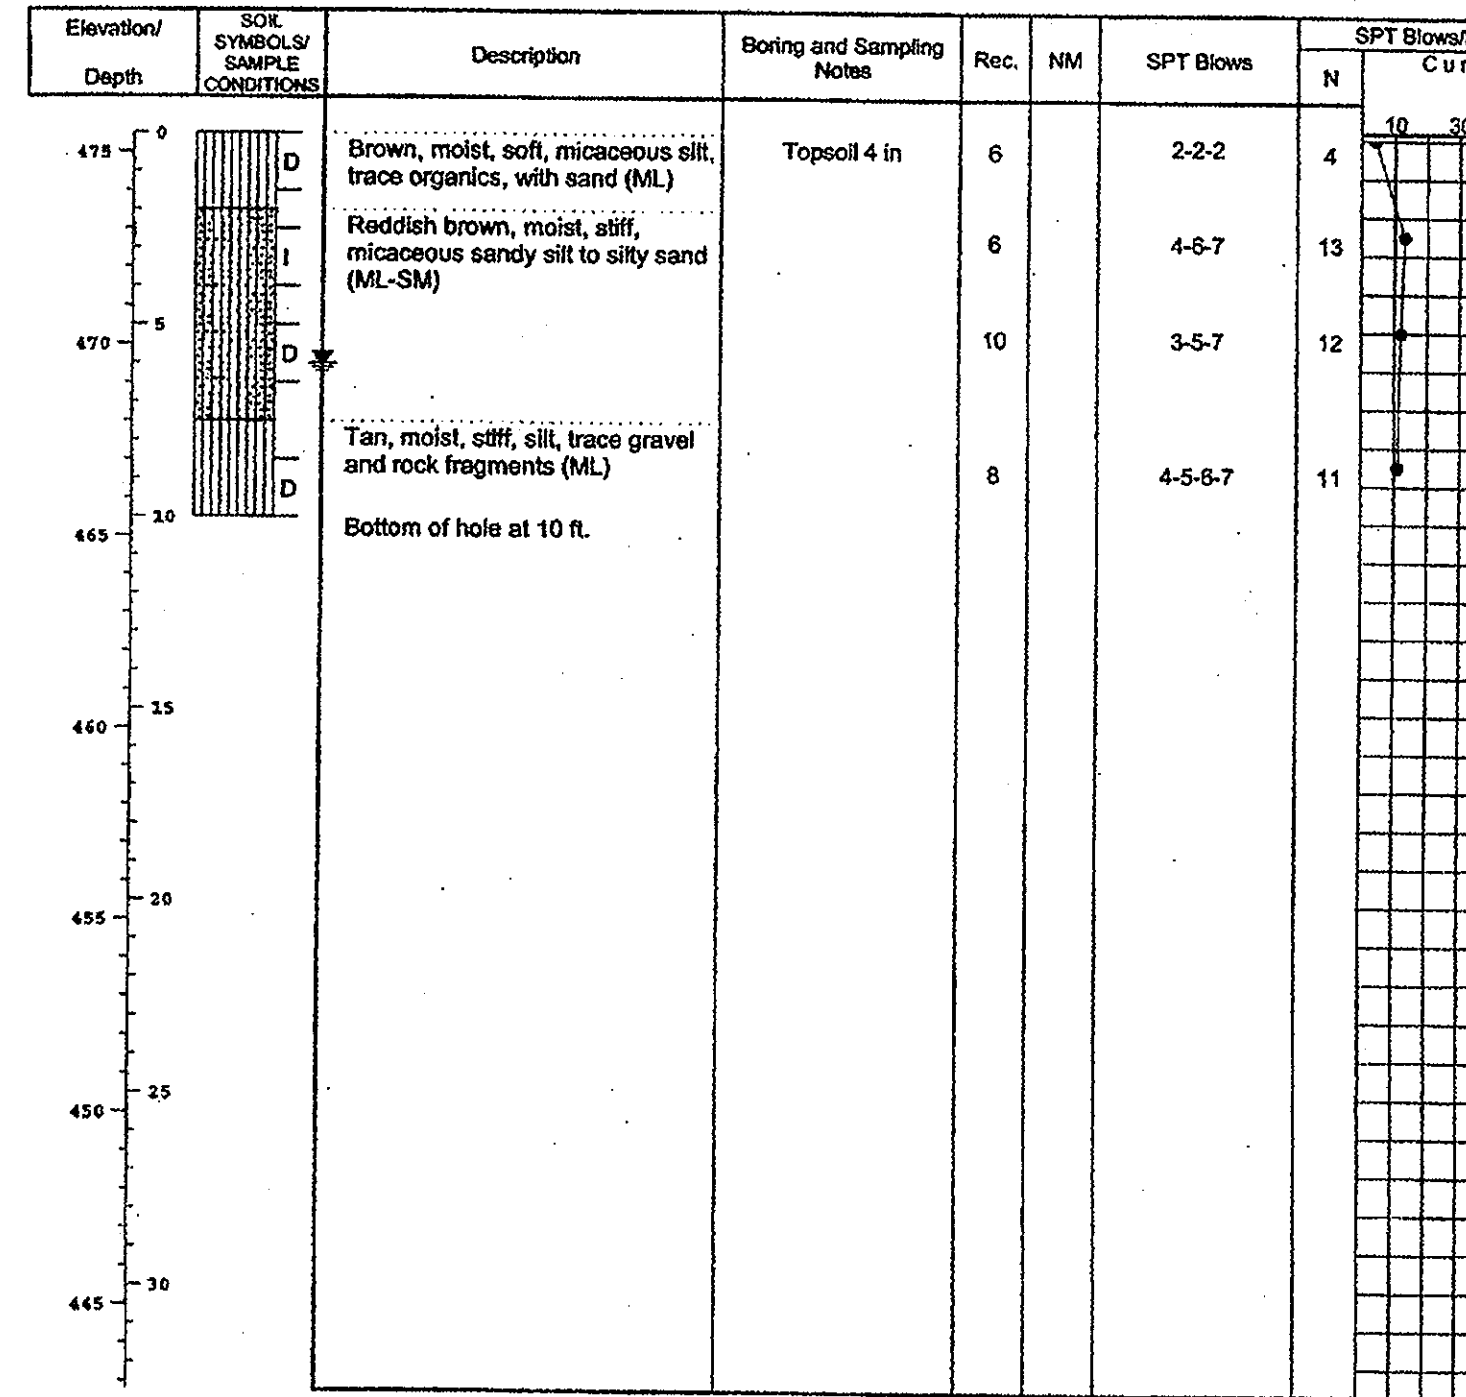 Elevation/
Depth
SOIL
SYMBOLS/
SAMPLE
CONDITIONS
Description
Boring and Sampling
Notes
Rec.
NM
SPT Blows
SPT Blows/
N
Cur
10 30
475
0
D
Brown, moist, soft, micaceous silt,
trace organics, with sand (ML)
Topsoil 4 in
6
2-2-2
4
Reddish brown, moist, stiff,
micaceous sandy silt to silty sand
(ML-SM)
I
6
4-6-7
13
5
470
D
10
3-5-7
12
Tan, moist, stiff, silt, trace gravel
and rock fragments (ML)
D
8
4-5-6-7
11
10
465
Bottom of hole at 10 ft.
15
460
20
455
25
450
30
445